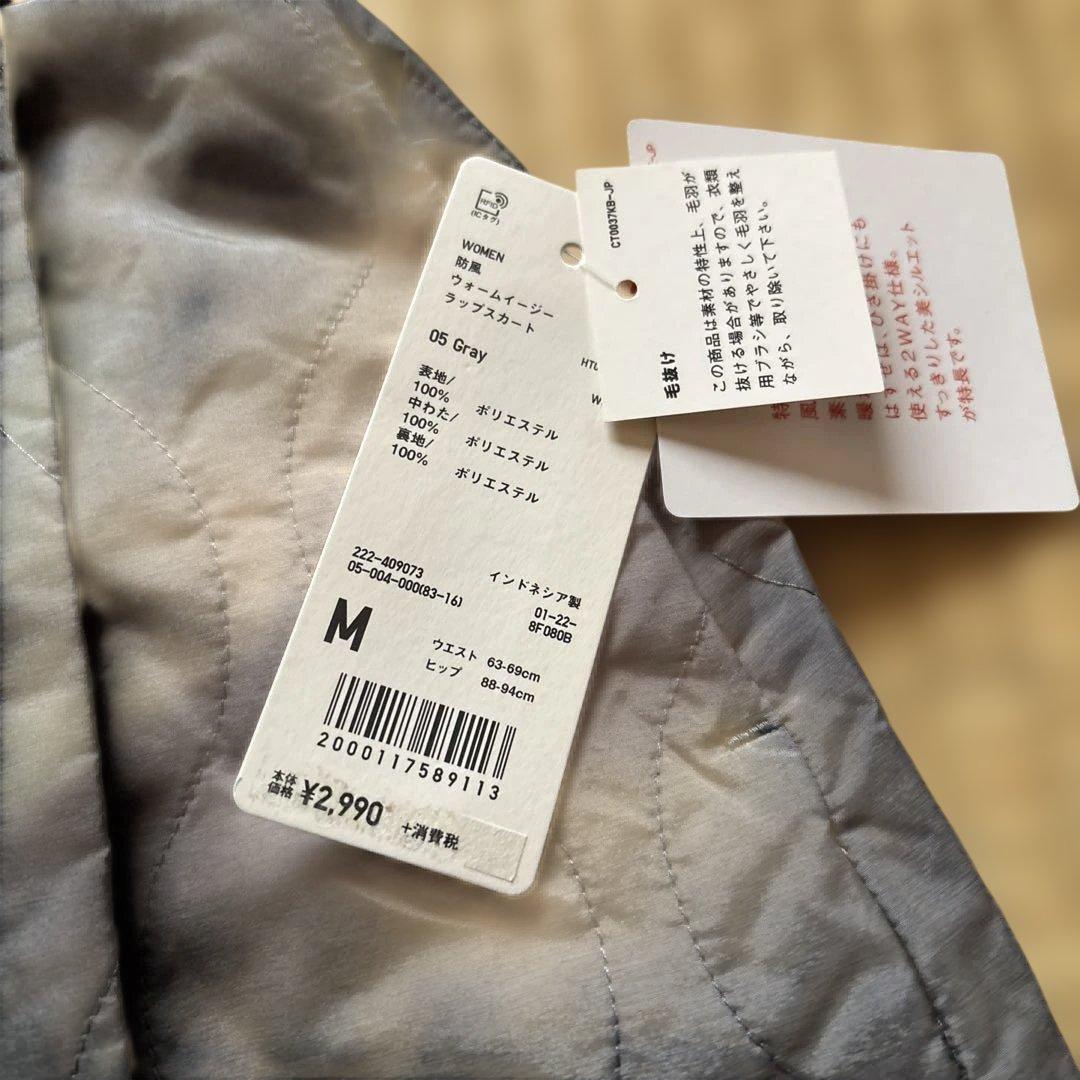 RFID
(ICタグ)
WOMEN
防風
ウォームイージー
ラップスカート
05 Gray
表地/
100% ポリエステル
中わた/
100% ポリエステル
裏地/
100% ポリエステル
222-409073
05-004-000(83-16)
インドネシア製
01-22-
8F080B
M
ウエスト 63-69cm
ヒップ 88-94cm
2000117589113
本体
価格 ¥2,990 +消費税
CT0037KB-JP
毛抜け
この商品は素材の特性上、毛羽が
抜ける場合がありますので、衣類
用ブラシ等でやさしく毛羽を整え
ながら、取り除いて下さい。
はずせば、ひざ掛けにも
使える2WAY仕様。
すっきりした美シルエット
が特長です。